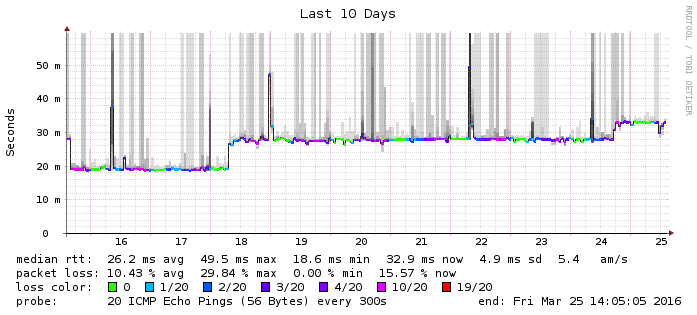 Last 10 Days
RRDTOOL / TOBI OETIKER
Seconds
50 m
40 m
30 m
20 m
10 m
0
16 17 18 19 20 21 22 23 24 25
median rtt: 26.2 ms avg 49.5 ms max 18.6 ms min 32.9 ms now 4.9 ms sd 5.4 am/s
packet loss: 10.43 % avg 29.84 % max 0.00 % min 15.57 % now
loss color: 0 1/20 2/20 3/20 4/20 10/20 19/20
probe: 20 ICMP Echo Pings (56 Bytes) every 300s end: Fri Mar 25 14:05:05 2016